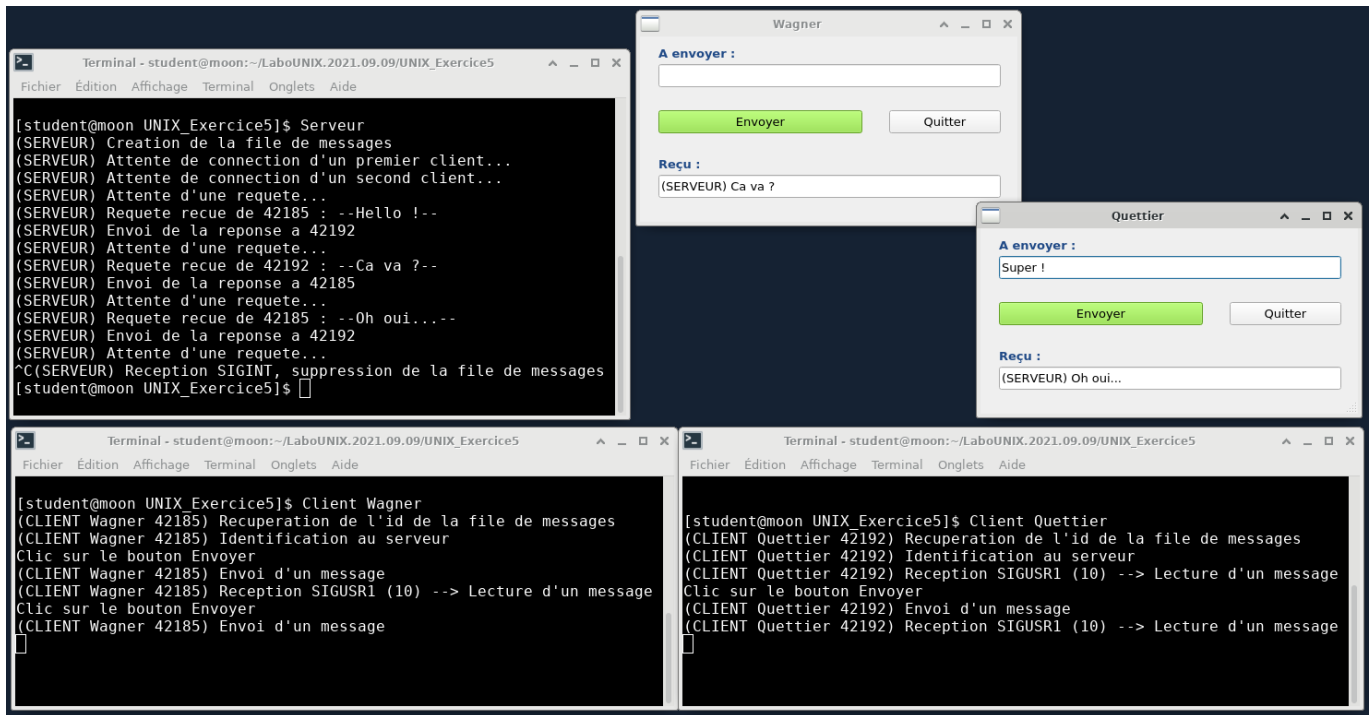 Terminal - student@moon:~/LaboUNIX.2021.09.09/UNIX_Exercice5
Fichier Édition Affichage Terminal Onglets Aide
[student@moon UNIX_Exercice5]$ Serveur
(SERVEUR) Creation de la file de messages
(SERVEUR) Attente de connection d'un premier client...
(SERVEUR) Attente de connection d'un second client...
(SERVEUR) Attente d'une requete...
(SERVEUR) Requete recue de 42185 : --Hello !--
(SERVEUR) Envoi de la reponse a 42192
(SERVEUR) Attente d'une requete...
(SERVEUR) Requete recue de 42192 : --Ca va ?--
(SERVEUR) Envoi de la reponse a 42185
(SERVEUR) Attente d'une requete...
(SERVEUR) Requete recue de 42185 : --Oh oui...--
(SERVEUR) Envoi de la reponse a 42192
(SERVEUR) Attente d'une requete...
^C(SERVEUR) Reception SIGINT, suppression de la file de messages
[student@moon UNIX_Exercice5]$
Wagner
A envoyer :
Envoyer Quitter
Reçu :
(SERVEUR) Ca va ?
Quettier
A envoyer :
Super !
Envoyer Quitter
Reçu :
(SERVEUR) Oh oui...
Terminal - student@moon:~/LaboUNIX.2021.09.09/UNIX_Exercice5
Fichier Édition Affichage Terminal Onglets Aide
[student@moon UNIX_Exercice5]$ Client Wagner
(CLIENT Wagner 42185) Recuperation de l'id de la file de messages
(CLIENT Wagner 42185) Identification au serveur
Clic sur le bouton Envoyer
(CLIENT Wagner 42185) Envoi d'un message
(CLIENT Wagner 42185) Reception SIGUSR1 (10) --> Lecture d'un message
Clic sur le bouton Envoyer
(CLIENT Wagner 42185) Envoi d'un message
Terminal - student@moon:~/LaboUNIX.2021.09.09/UNIX_Exercice5
Fichier Édition Affichage Terminal Onglets Aide
[student@moon UNIX_Exercice5]$ Client Quettier
(CLIENT Quettier 42192) Recuperation de l'id de la file de messages
(CLIENT Quettier 42192) Identification au serveur
(CLIENT Quettier 42192) Reception SIGUSR1 (10) --> Lecture d'un message
Clic sur le bouton Envoyer
(CLIENT Quettier 42192) Envoi d'un message
(CLIENT Quettier 42192) Reception SIGUSR1 (10) --> Lecture d'un message